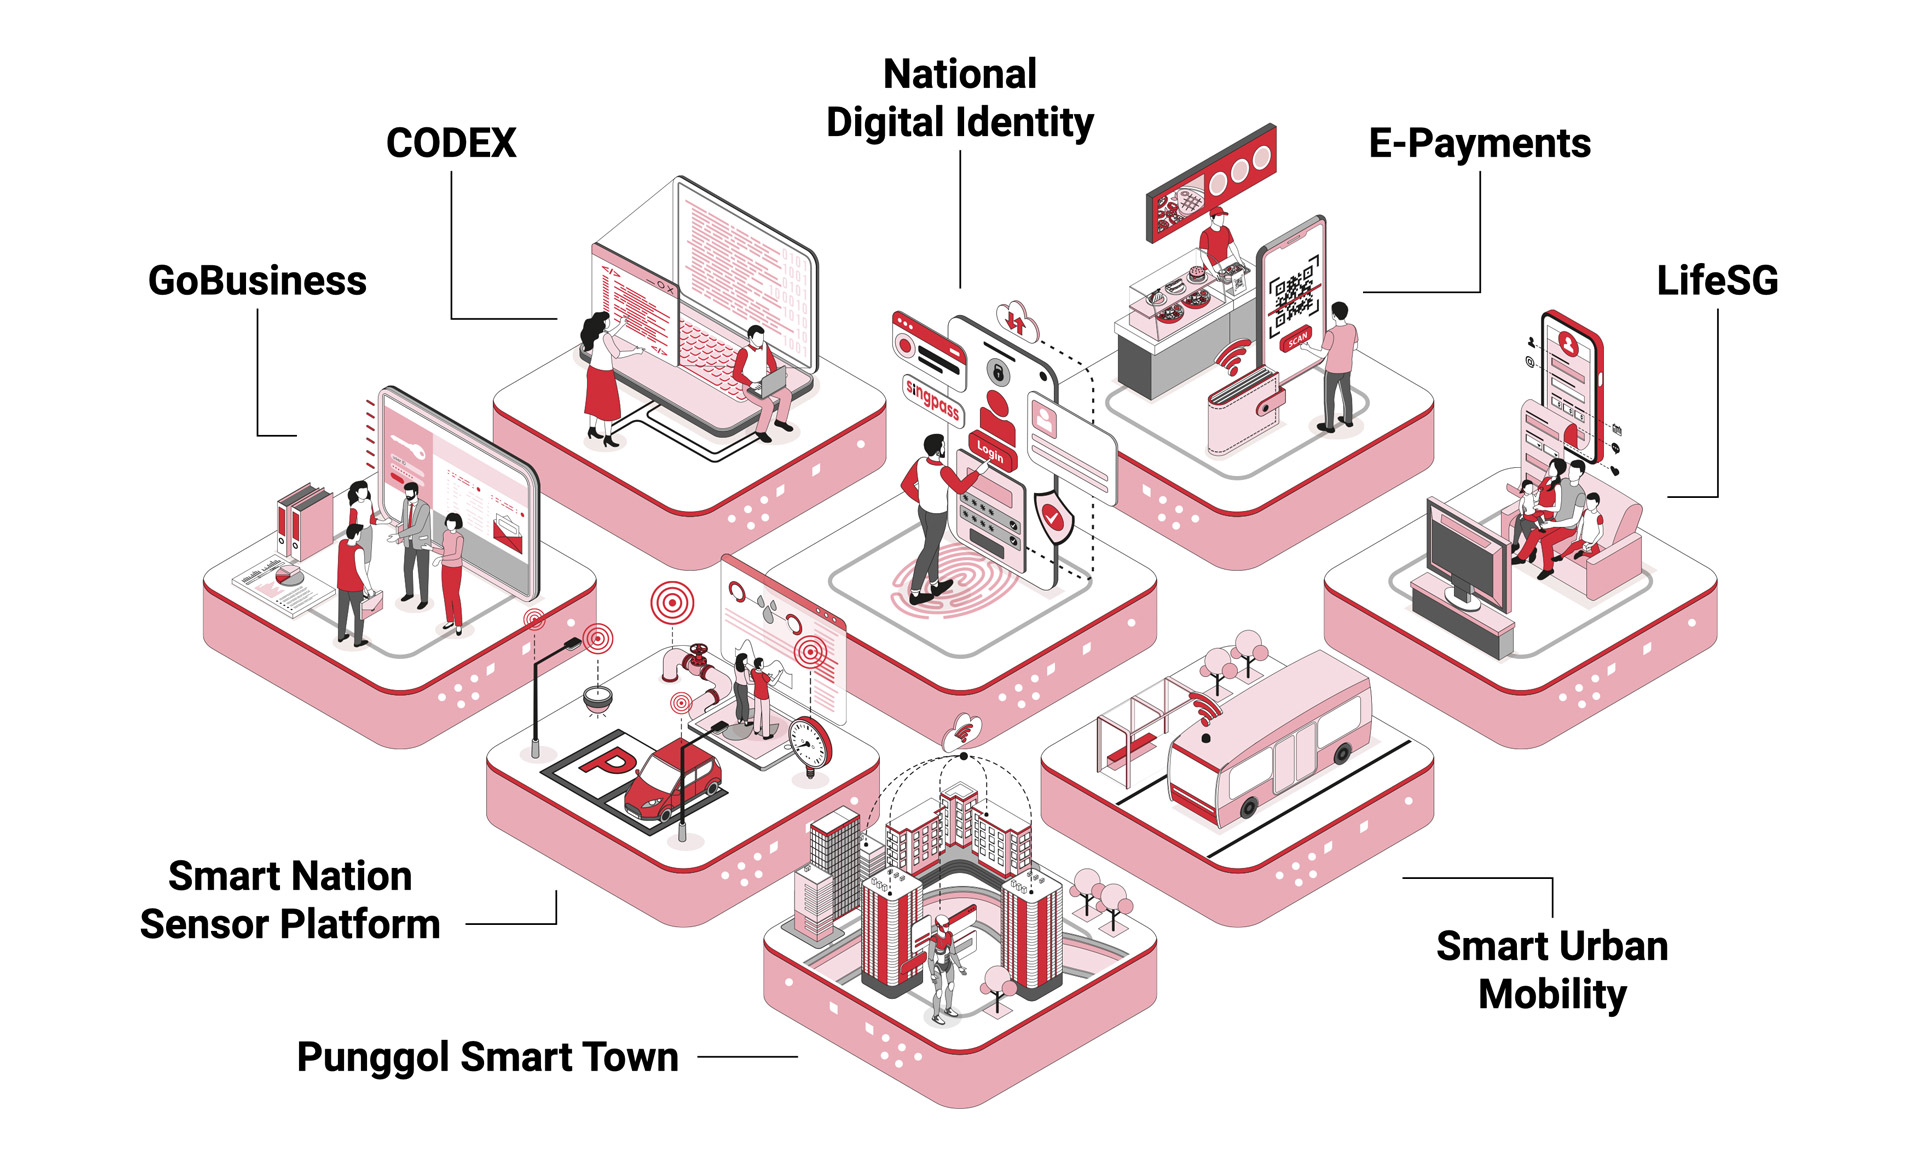 National
Digital Identity
CODEX
E-Payments
GoBusiness
LifeSG
singpass
Login
SCAN
P
Smart Nation
Sensor Platform
Smart Urban
Mobility
Punggol Smart Town